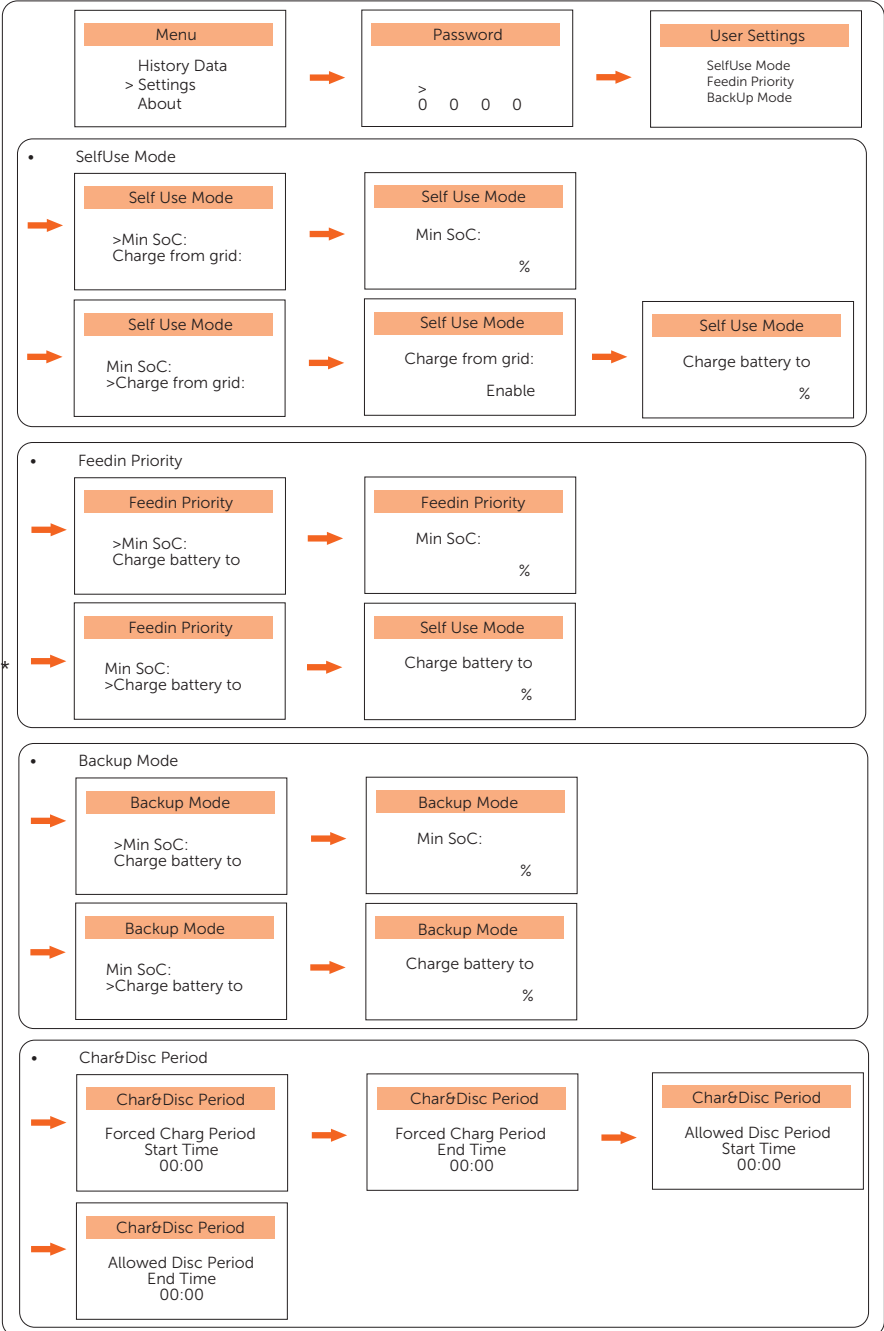 Menu
History Data
> Settings
About
Password
>
0 0 0 0
User Settings
SelfUse Mode
Feedin Priority
BackUp Mode
• SelfUse Mode
Self Use Mode
>Min SoC:
Charge from grid:
Self Use Mode
Min SoC:
%
Self Use Mode
Min SoC:
>Charge from grid:
Self Use Mode
Charge from grid:
Enable
Self Use Mode
Charge battery to
%
• Feedin Priority
Feedin Priority
>Min SoC:
Charge battery to
Feedin Priority
Min SoC:
%
*
Feedin Priority
Min SoC:
>Charge battery to
Self Use Mode
Charge battery to
%
• Backup Mode
Backup Mode
>Min SoC:
Charge battery to
Backup Mode
Min SoC:
%
Backup Mode
Min SoC:
>Charge battery to
Backup Mode
Charge battery to
%
• Char&Disc Period
Char&Disc Period
Forced Charg Period
Start Time
00:00
Char&Disc Period
Forced Charg Period
End Time
00:00
Char&Disc Period
Allowed Disc Period
Start Time
00:00
Char&Disc Period
Allowed Disc Period
End Time
00:00